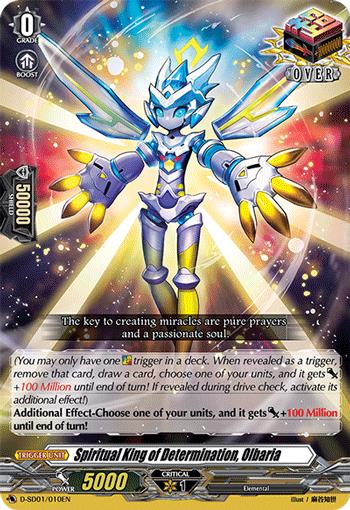 0
GRADE
BOOST
OVER
50000
SHIELD
The key to creating miracles are pure prayers
and a passionate soul.
(You may only have one trigger in a deck. When revealed as a trigger,
remove that card, draw a card, choose one of your units, and it gets
+100 Million until end of turn! If revealed during drive check, activate its
additional effect!)
Additional Effect-Choose one of your units, and it gets +100 Million
until end of turn!
TRIGGER UNIT
Spiritual King of Determination, Olbaria
POWER 5000
CRITICAL
1
Elemental
D-SD01/010EN
Illust / 麻谷知世